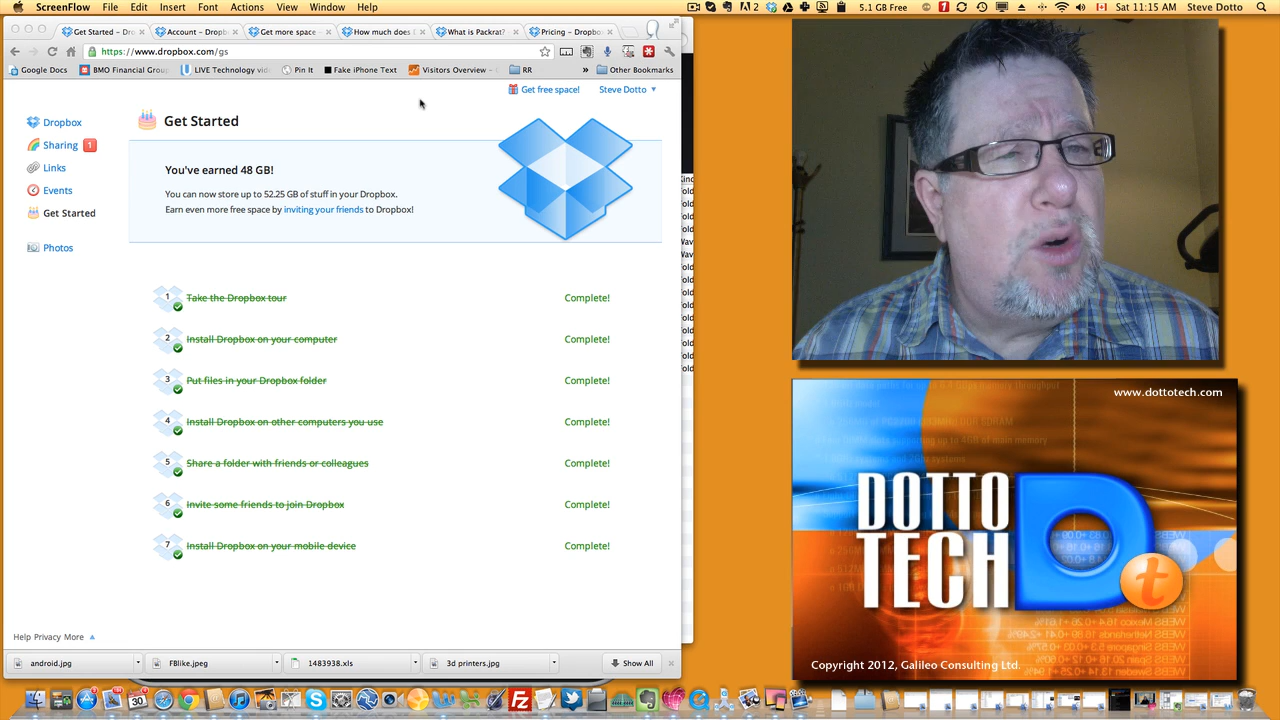 ScreenFlow File Edit Insert Font Actions View Window Help 2 5.1 GB Free 1 Sat 11:15 AM Steve Dotto
Get Started – Dro Account – Dropbox Get more space How much does What is Packrat? Pricing – Dropbox
https://www.dropbox.com/gs
Google Docs BMO Financial Group LIVE Technology vid Pin It Fake iPhone Text Visitors Overview – RR » Other Bookmarks
Get free space! Steve Dotto
Dropbox
Sharing 1
Links
Events
Get Started
Photos
Get Started
You've earned 48 GB!
You can now store up to 52.25 GB of stuff in your Dropbox.
Earn even more free space by inviting your friends to Dropbox!
1 Take the Dropbox tour Complete!
2 Install Dropbox on your computer Complete!
3 Put files in your Dropbox folder Complete!
4 Install Dropbox on other computers you use Complete!
5 Share a folder with friends or colleagues Complete!
6 Invite some friends to join Dropbox Complete!
7 Install Dropbox on your mobile device Complete!
Help Privacy More
android.jpg FBlike.jpeg 1483938.xls 3d printers.jpg Show All
www.dottotech.com
DOTTO
TECH
t
Copyright 2012, Galileo Consulting Ltd.